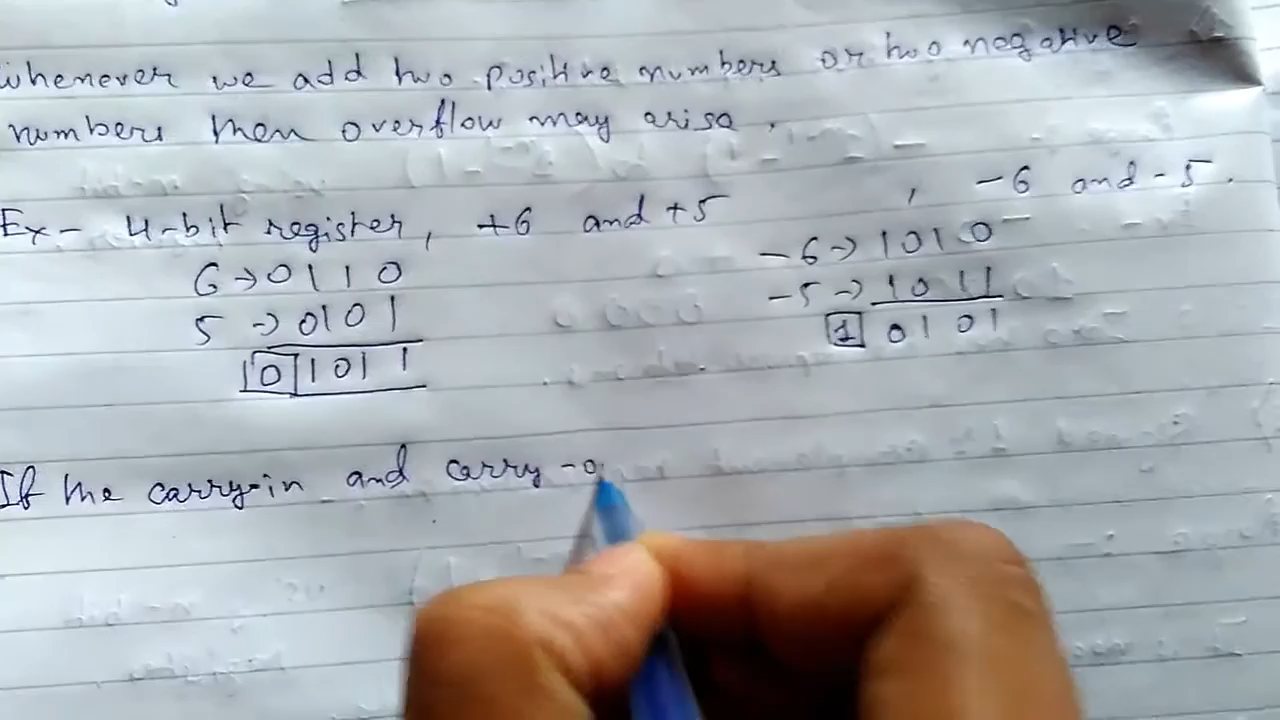 whenever we add two positive numbers or two negative
numbers then overflow may arise.
Ex- 4-bit register, +6 and +5
6 → 0110
5 → 0101
0 1011
, -6 and -5.
-6 → 1010
-5 → 1011
1 0101
If the carry-in and carry-o